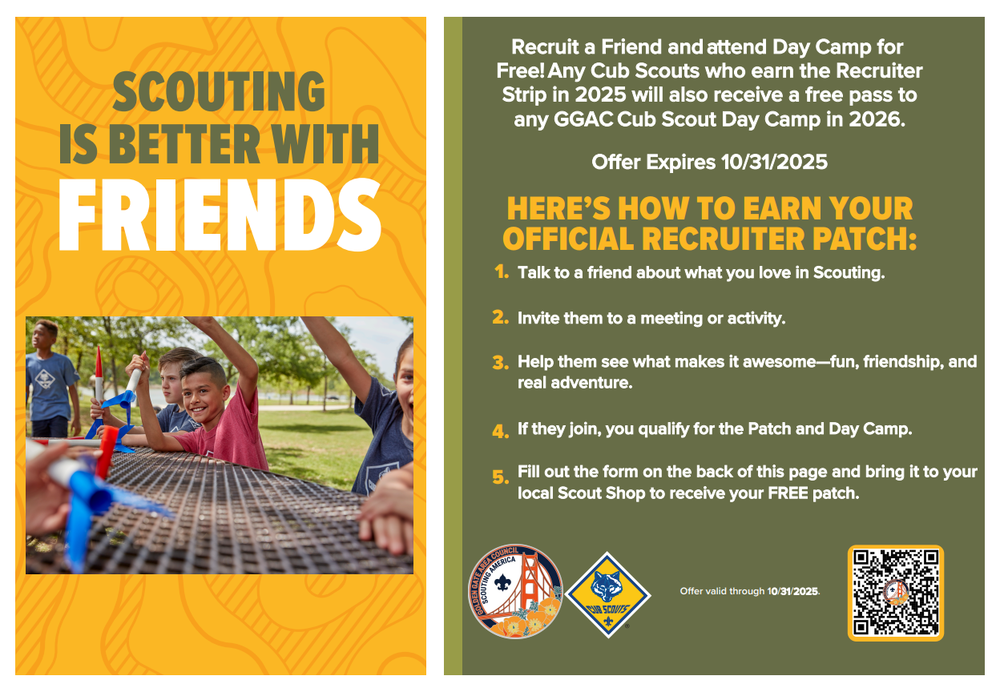 SCOUTING
IS BETTER WITH
FRIENDS
Recruit a Friend and attend Day Camp for
Free! Any Cub Scouts who earn the Recruiter
Strip in 2025 will also receive a free pass to
any GGAC Cub Scout Day Camp in 2026.
Offer Expires 10/31/2025
HERE’S HOW TO EARN YOUR
OFFICIAL RECRUITER PATCH:
1. Talk to a friend about what you love in Scouting.
2. Invite them to a meeting or activity.
3. Help them see what makes it awesome—fun, friendship, and
real adventure.
4. If they join, you qualify for the Patch and Day Camp.
5. Fill out the form on the back of this page and bring it to your
local Scout Shop to receive your FREE patch.
GOLDEN GATE AREA COUNCIL
SCOUTING AMERICA
CUB SCOUTS
®
Offer valid through 10/31/2025.